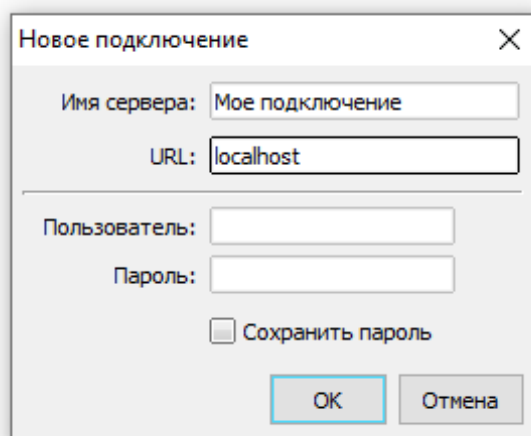 Новое подключение
Имя сервера: Мое подключение
URL: localhost
Пользователь:
Пароль:
Сохранить пароль
OK Отмена